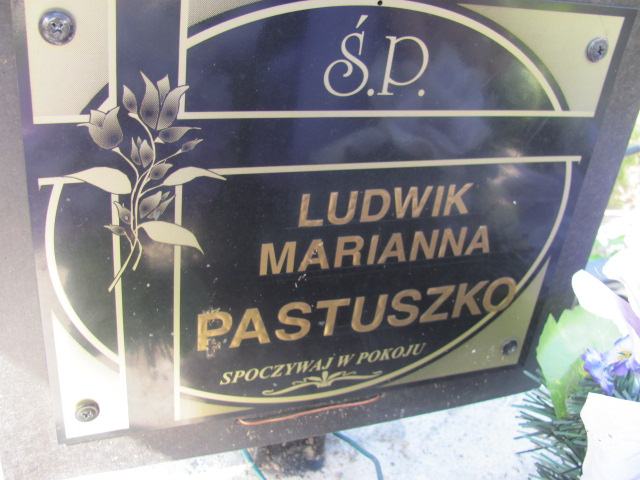 Ś.P.
LUDWIK
MARIANNA
PASTUSZKO
SPOCZYWAJ W POKOJU